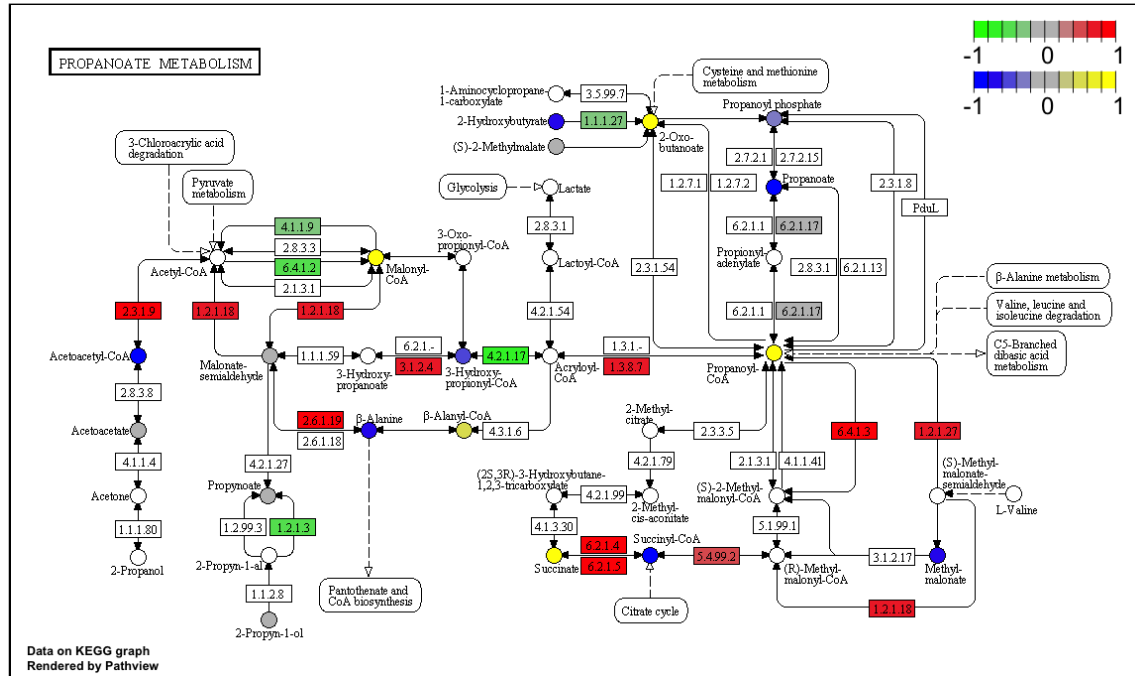 PROPANOATE METABOLISM
-1 0 1
-1 0 1
Cysteine and methionine
metabolism
1-Aminocyclopropane
1-carboxylate
3.5.99.7
Propanoyl phosphate
2-Hydroxybutyrate
1.1.1.27
2-Oxo-
butanoate
(S)-2-Methylmalate
3-Chloroacrylic acid
degradation
Pyruvate
metabolism
Glycolysis
Lactate
2.7.2.1
2.7.2.15
1.2.7.1
1.2.7.2
2.3.1.8
Propanoate
PduL
4.1.1.9
2.8.3.3
6.4.1.2
2.1.3.1
Acetyl-CoA
Malonyl-
CoA
3-Oxo-
propionyl-CoA
2.8.3.1
Lactoyl-CoA
6.2.1.1
6.2.1.17
Propionyl-
adenylate
2.3.1.54
2.8.3.1
6.2.1.13
β-Alanine metabolism
Valine, leucine and
isoleucine degradation
C5-Branched
dibasic acid
metabolism
2.3.1.9
1.2.1.18
1.2.1.18
4.2.1.54
6.2.1.1
6.2.1.17
Acetoacetyl-CoA
Malonate-
semialdehyde
1.1.1.59
6.2.1.-
3.1.2.4
3-Hydroxy-
propanoate
4.2.1.17
3-Hydroxy-
propionyl-CoA
Acryloyl-
CoA
1.3.1.-
1.3.8.7
Propanoyl-
CoA
2.8.3.8
Acetoacetate
2.6.1.19
2.6.1.18
β-Alanine
β-Alanyl-CoA
4.3.1.6
2-Methyl-
citrate
2.3.3.5
6.4.1.3
1.2.1.27
4.1.1.4
Acetone
4.2.1.27
Propynoate
4.2.1.79
2.1.3.1
4.1.1.41
(2S,3R)-3-Hydroxybutane-
1,2,3-tricarboxylate
4.2.1.99
2-Methyl-
cis-aconitate
(S)-2-Methyl-
malonyl-CoA
(S)-Methyl-
malonate-
semialdehyde
L-Valine
1.1.1.80
2-Propanol
1.2.99.3
1.2.1.3
2-Propyn-1-al
4.1.3.30
5.1.99.1
6.2.1.4
6.2.1.5
Succinate
Succinyl-CoA
5.4.99.2
(R)-Methyl-
malonyl-CoA
3.1.2.17
Methyl-
malonate
1.1.2.8
2-Propyn-1-ol
Pantothenate and
CoA biosynthesis
Citrate cycle
1.2.1.18
Data on KEGG graph
Rendered by Pathview